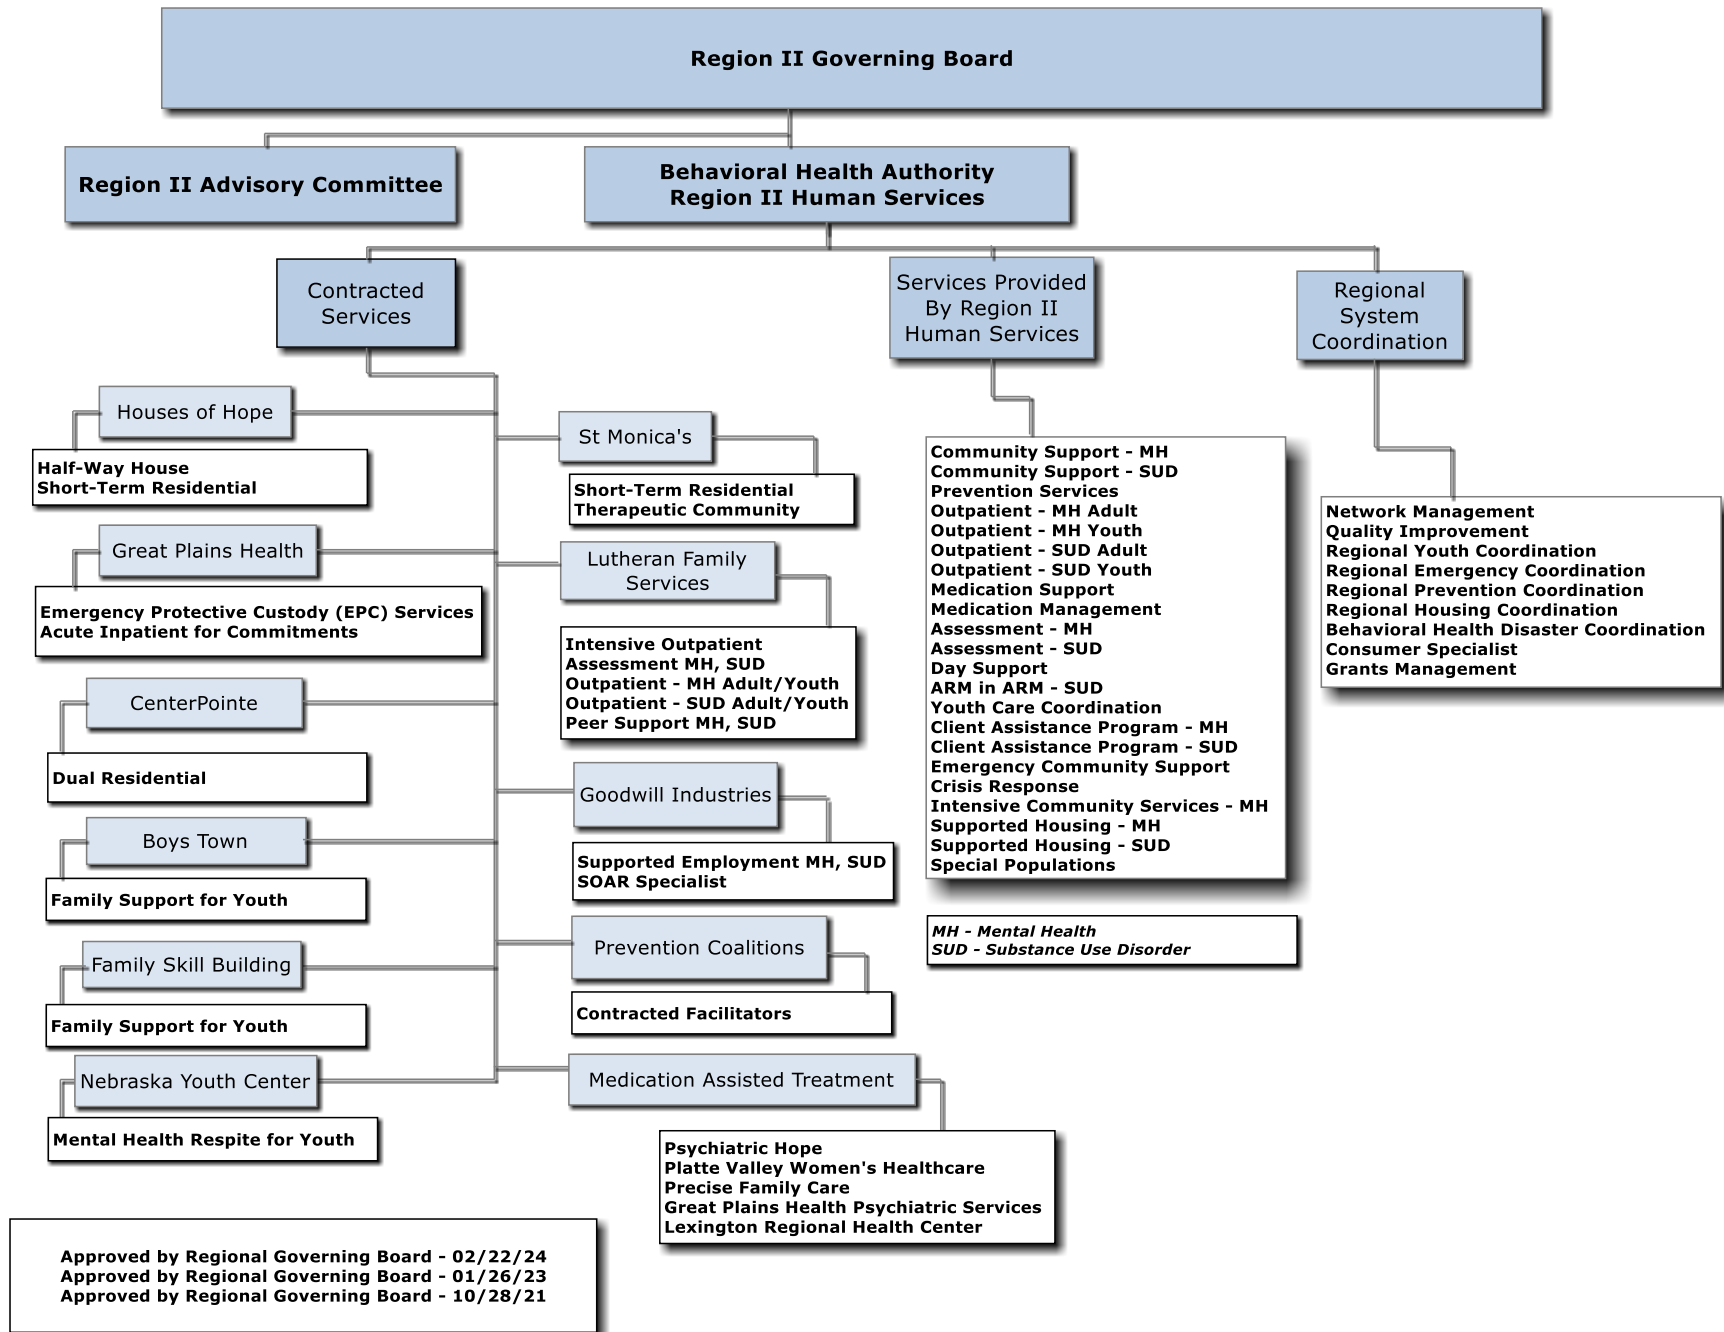 Region II Governing Board
Region II Advisory Committee
Behavioral Health Authority
Region II Human Services
Contracted
Services
Services Provided
By Region II
Human Services
Regional
System
Coordination
Houses of Hope
Half-Way House
Short-Term Residential
Great Plains Health
Emergency Protective Custody (EPC) Services
Acute Inpatient for Commitments
CenterPointe
Dual Residential
Boys Town
Family Support for Youth
Family Skill Building
Family Support for Youth
Nebraska Youth Center
Mental Health Respite for Youth
St Monica's
Short-Term Residential
Therapeutic Community
Lutheran Family
Services
Intensive Outpatient
Assessment MH, SUD
Outpatient - MH Adult/Youth
Outpatient - SUD Adult/Youth
Peer Support MH, SUD
Goodwill Industries
Supported Employment MH, SUD
SOAR Specialist
Prevention Coalitions
Contracted Facilitators
Medication Assisted Treatment
Psychiatric Hope
Platte Valley Women's Healthcare
Precise Family Care
Great Plains Health Psychiatric Services
Lexington Regional Health Center
Community Support - MH
Community Support - SUD
Prevention Services
Outpatient - MH Adult
Outpatient - MH Youth
Outpatient - SUD Adult
Outpatient - SUD Youth
Medication Support
Medication Management
Assessment - MH
Assessment - SUD
Day Support
ARM in ARM - SUD
Youth Care Coordination
Client Assistance Program - MH
Client Assistance Program - SUD
Emergency Community Support
Crisis Response
Intensive Community Services - MH
Supported Housing - MH
Supported Housing - SUD
Special Populations
MH - Mental Health
SUD - Substance Use Disorder
Network Management
Quality Improvement
Regional Youth Coordination
Regional Emergency Coordination
Regional Prevention Coordination
Regional Housing Coordination
Behavioral Health Disaster Coordination
Consumer Specialist
Grants Management
Approved by Regional Governing Board - 02/22/24
Approved by Regional Governing Board - 01/26/23
Approved by Regional Governing Board - 10/28/21